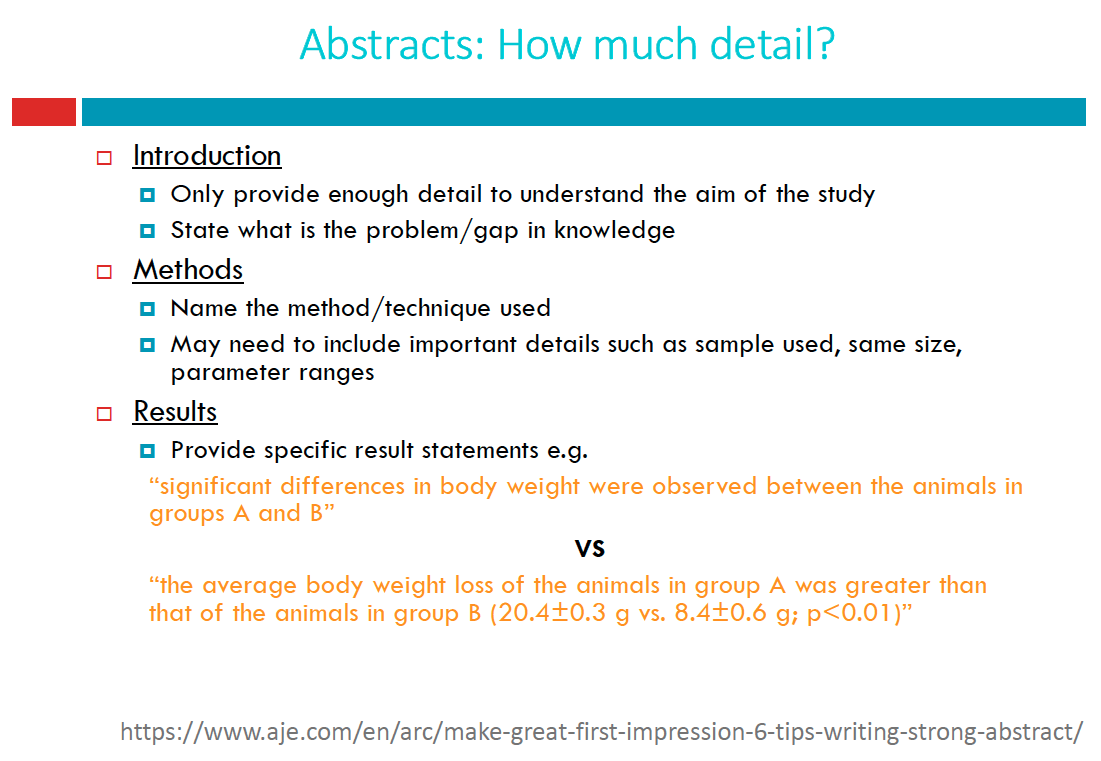 Abstracts: How much detail?
Introduction
Only provide enough detail to understand the aim of the study
State what is the problem/gap in knowledge
Methods
Name the method/technique used
May need to include important details such as sample used, same size,
parameter ranges
Results
Provide specific result statements e.g.
“significant differences in body weight were observed between the animals in
groups A and B”
VS
“the average body weight loss of the animals in group A was greater than
that of the animals in group B (20.4±0.3 g vs. 8.4±0.6 g; p<0.01)”
https://www.aje.com/en/arc/make-great-first-impression-6-tips-writing-strong-abstract/